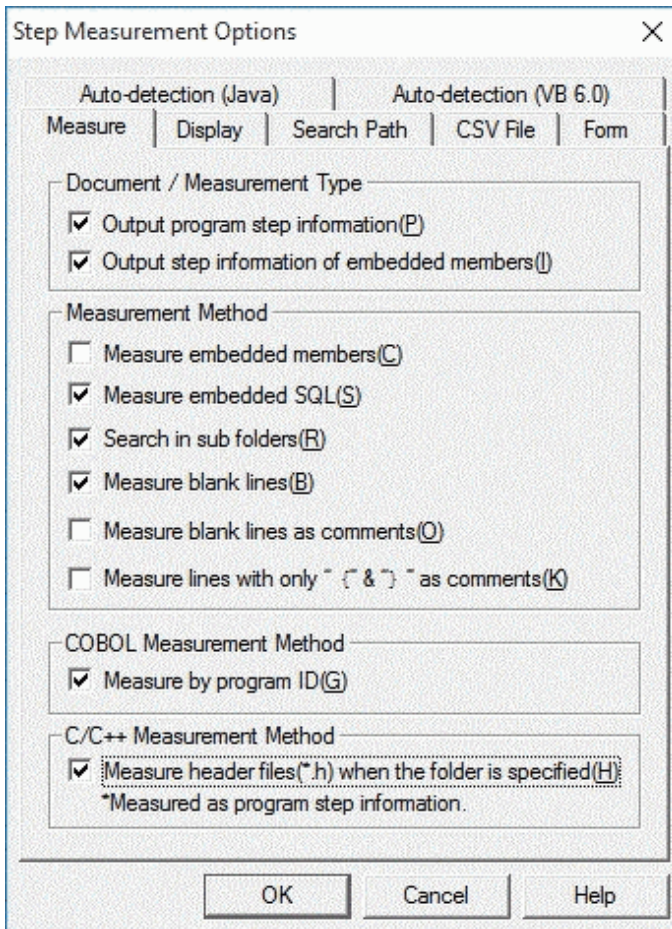 Step Measurement Options
Auto-detection (Java) Auto-detection (VB 6.0)
Measure Display Search Path CSV File Form
Document / Measurement Type
Output program step information(P)
Output step information of embedded members(I)
Measurement Method
Measure embedded members(C)
Measure embedded SQL(S)
Search in sub folders(R)
Measure blank lines(B)
Measure blank lines as comments(O)
Measure lines with only ˝ {˝ & ˝} ˝ as comments(K)
COBOL Measurement Method
Measure by program ID(G)
C/C++ Measurement Method
Measure header files(*.h) when the folder is specified(H)
*Measured as program step information.
OK Cancel Help